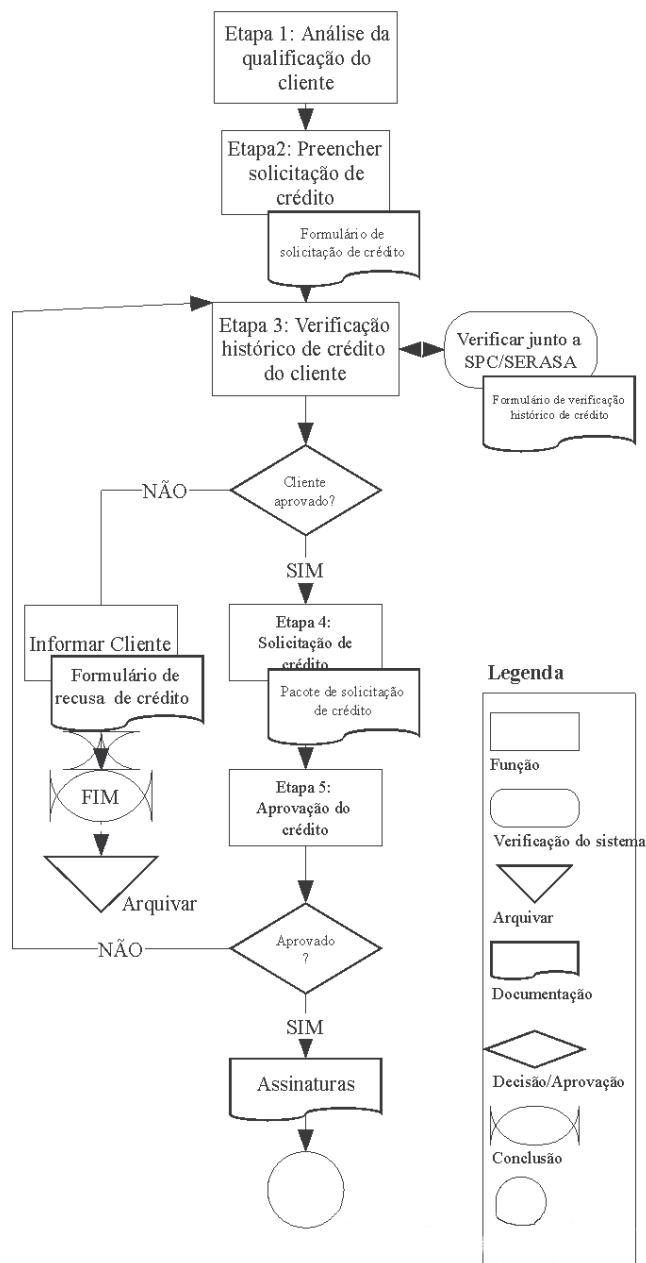 Etapa 1: Análise da
qualificação do
cliente
Etapa2: Preencher
solicitação de
crédito
Formulário de
solicitação de crédito
Etapa 3: Verificação
histórico de crédito
do cliente
Verificar junto a
SPC/SERASA
Formulário de verificação
histórico de crédito
Cliente
aprovado?
NÃO
SIM
Informar Cliente
Formulário de
recusa de crédito
FIM
Arquivar
Etapa 4:
Solicitação de
crédito
Pacote de solicitação
de crédito
Etapa 5:
Aprovação do
crédito
Aprovado
?
NÃO
SIM
Assinaturas
Legenda
Função
Verificação do sistema
Arquivar
Documentação
Decisão/Aprovação
Conclusão